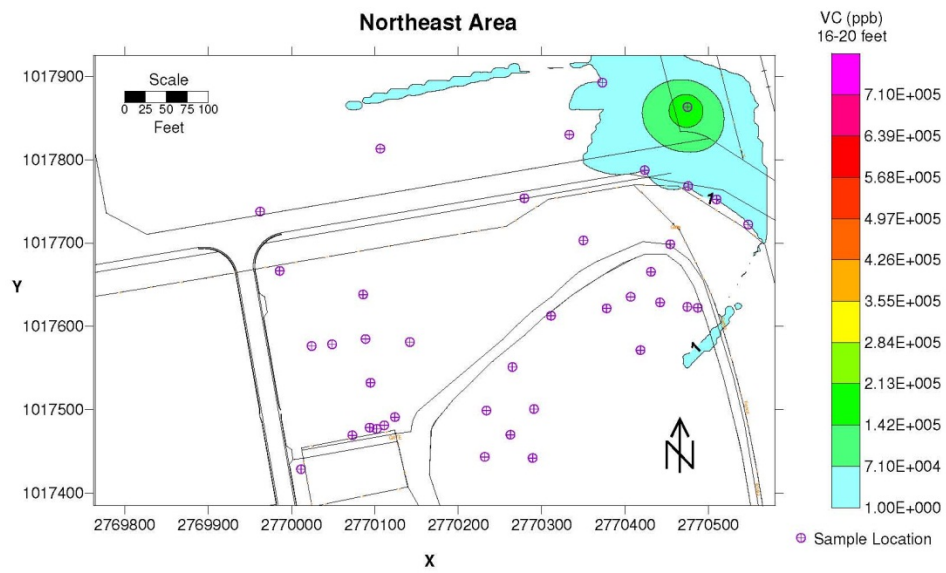 Northeast Area
VC (ppb)
16-20 feet
Scale
0 25 50 75 100
Feet
1017900
1017800
1017700
1017600
1017500
1017400
Y
2769800 2769900 2770000 2770100 2770200 2770300 2770400 2770500
X
1
1
N
7.10E+005
6.39E+005
5.68E+005
4.97E+005
4.26E+005
3.55E+005
2.84E+005
2.13E+005
1.42E+005
7.10E+004
1.00E+000
Sample Location